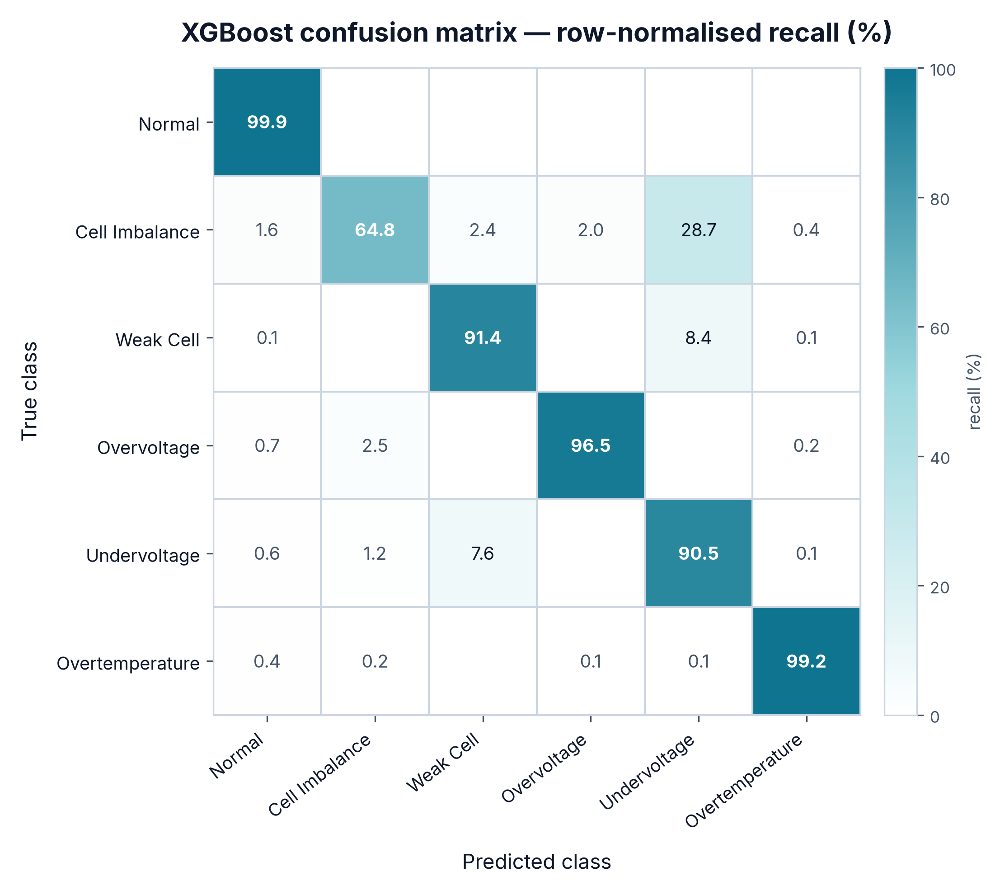 XGBoost confusion matrix — row-normalised recall (%)
100
Normal
99.9
80
Cell Imbalance
1.6
64.8
2.4
2.0
28.7
0.4
60
Weak Cell
0.1
91.4
8.4
0.1
recall (%)
True class
Overvoltage
0.7
2.5
96.5
0.2
40
Undervoltage
0.6
1.2
7.6
90.5
0.1
20
Overtemperature
0.4
0.2
0.1
0.1
99.2
0
Normal
Cell Imbalance
Weak Cell
Overvoltage
Undervoltage
Overtemperature
Predicted class